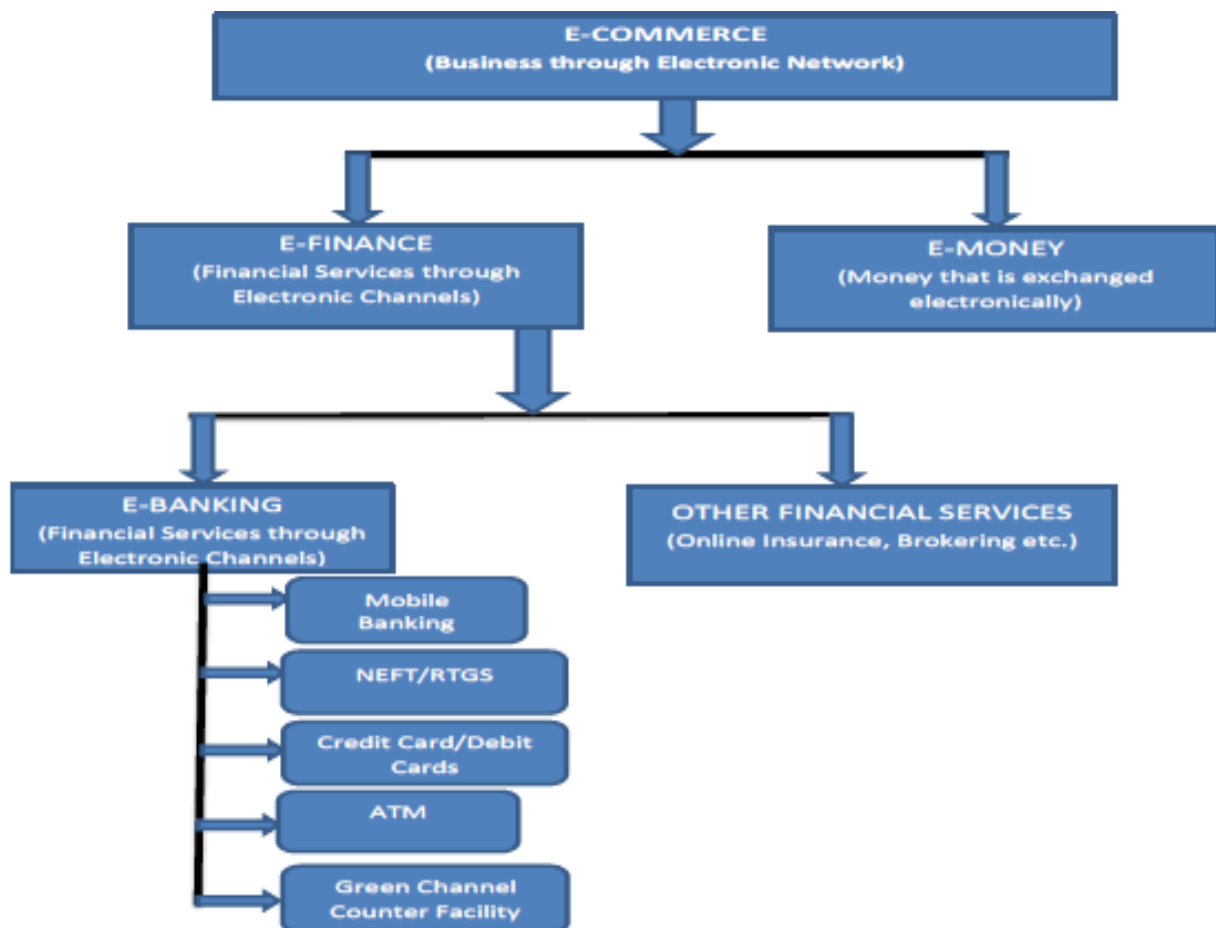 E-COMMERCE
(Business through Electronic Network)
E-FINANCE
(Financial Services through
Electronic Channels)
E-MONEY
(Money that is exchanged
electronically)
E-BANKING
(Financial Services through
Electronic Channels)
OTHER FINANCIAL SERVICES
(Online Insurance, Brokering etc.)
Mobile
Banking
NEFT/RTGS
Credit Card/Debit
Cards
ATM
Green Channel
Counter Facility